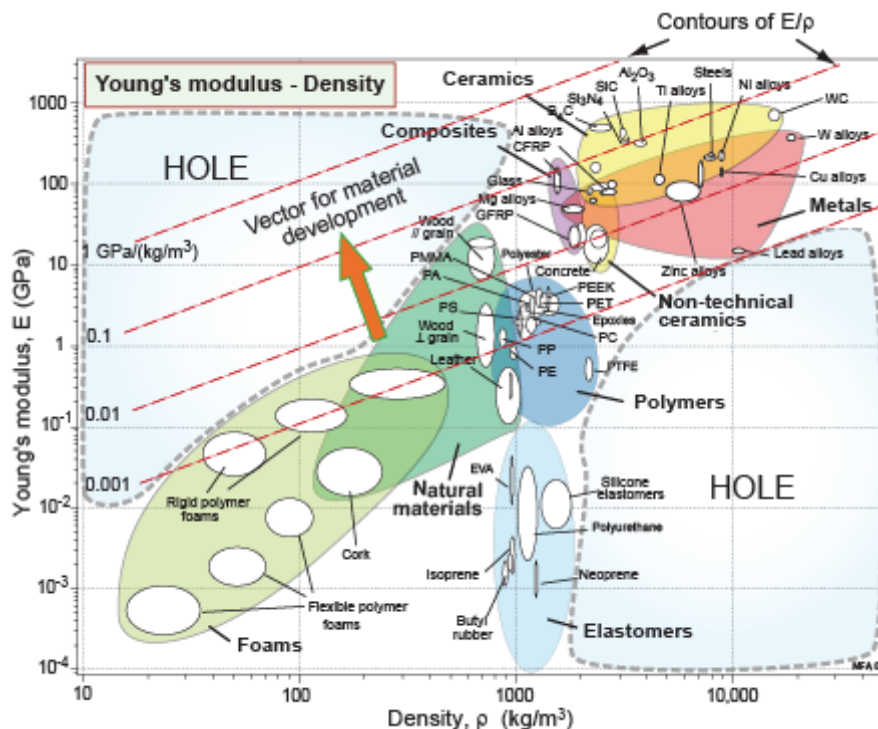 Contours of E/ρ
Young's modulus - Density
Ceramics
Al₂O₃
SiC
Si₃N₄
B₄C
Steels
Ti alloys
Ni alloys
WC
Composites
Al alloys
CFRP
W alloys
HOLE
Vector for material
development
Glass
Mg alloys
GFRP
Cu alloys
Metals
Wood
// grain
Polyester
PMMA
PA
Concrete
Zinc alloys
Lead alloys
PEEK
PET
Non-technical
ceramics
PS
Epoxies
Wood
⊥ grain
PC
PP
Leather
PE
PTFE
Polymers
1 GPa/(kg/m³)
0.1
0.01
0.001
Rigid polymer
foams
Natural
materials
EVA
Silicone
elastomers
HOLE
Cork
Polyurethane
Isoprene
Neoprene
Flexible polymer
foams
Butyl
rubber
Foams
Elastomers
Young's modulus, E (GPa)
1000
100
10
1
10⁻¹
10⁻²
10⁻³
10⁻⁴
10
100
1000
10,000
Density, ρ (kg/m³)